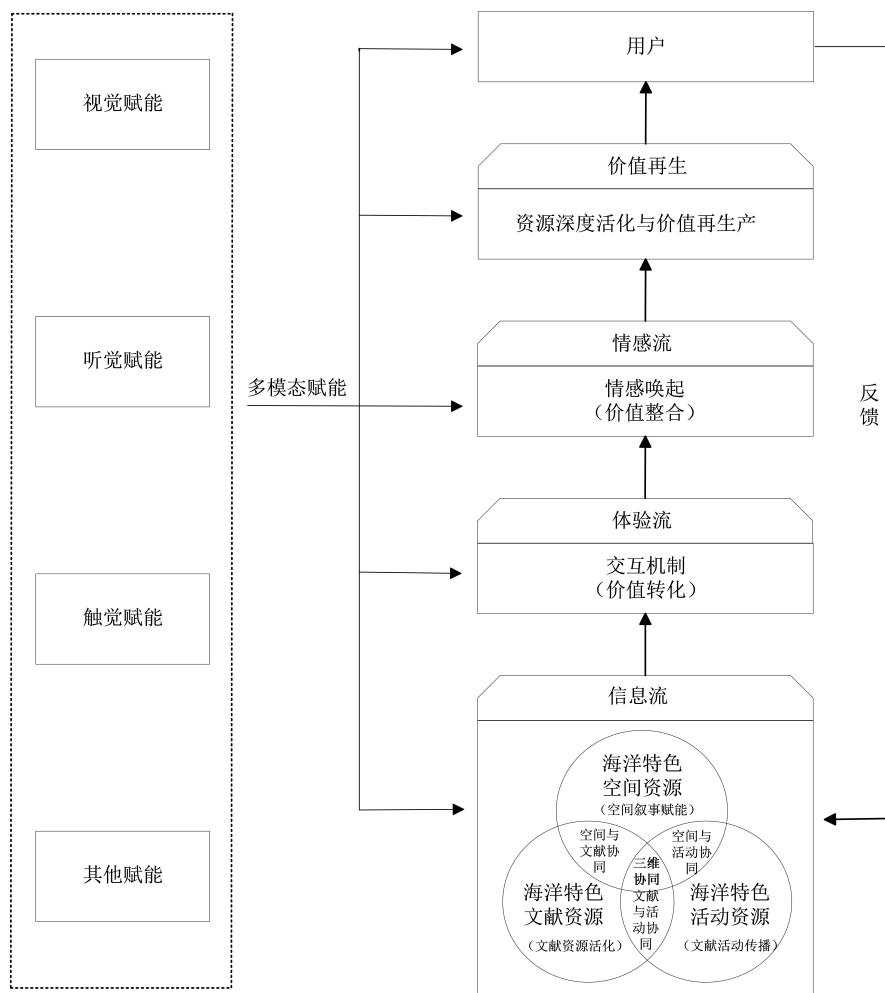 视觉赋能
听觉赋能
触觉赋能
其他赋能
多模态赋能
用户
价值再生
资源深度活化与价值再生产
情感流
情感唤起
（价值整合）
体验流
交互机制
（价值转化）
信息流
海洋特色
空间资源
（空间叙事赋能）
空间与
文献协
同
空间与
活动协
同
三维
协同
文献
与活
动协
同
海洋特色
文献资源
（文献资源活化）
海洋特色
活动资源
（文献活动传播）
反
馈